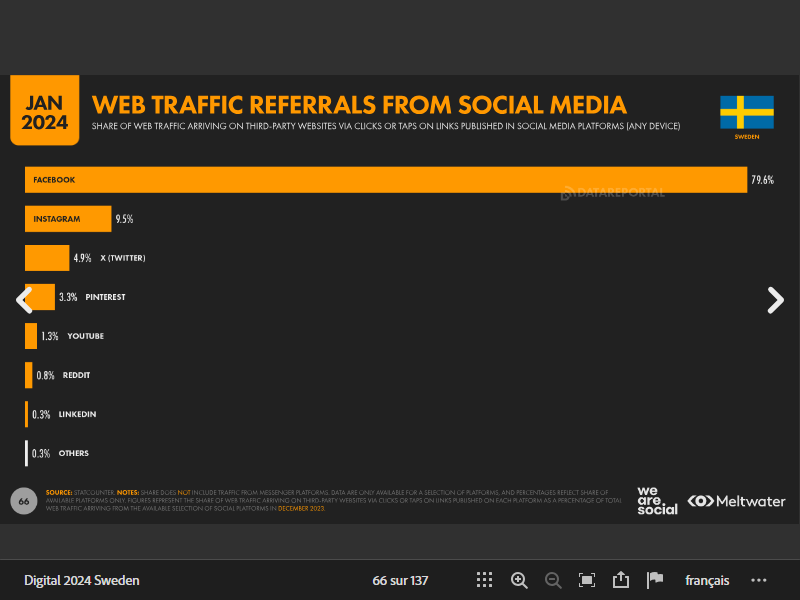 JAN
2024
WEB TRAFFIC REFERRALS FROM SOCIAL MEDIA
SHARE OF WEB TRAFFIC ARRIVING ON THIRD-PARTY WEBSITES VIA CLICKS OR TAPS ON LINKS PUBLISHED IN SOCIAL MEDIA PLATFORMS (ANY DEVICE)
SWEDEN
FACEBOOK 79.6%
DATAREPORTAL
INSTAGRAM 9.5%
4.9% X (TWITTER)
3.3% PINTEREST
1.3% YOUTUBE
0.8% REDDIT
0.3% LINKEDIN
0.3% OTHERS
66
SOURCE: STATCOUNTER. NOTES: SHARE DOES NOT INCLUDE TRAFFIC FROM MESSENGER PLATFORMS. DATA ARE ONLY AVAILABLE FOR A SELECTION OF PLATFORMS, AND PERCENTAGES REFLECT SHARE OF
AVAILABLE PLATFORMS ONLY. FIGURES REPRESENT THE SHARE OF WEB TRAFFIC ARRIVING ON THIRD-PARTY WEBSITES VIA CLICKS OR TAPS ON LINKS PUBLISHED ON EACH PLATFORM AS A PERCENTAGE OF TOTAL
WEB TRAFFIC ARRIVING FROM THE AVAILABLE SELECTION OF SOCIAL PLATFORMS IN DECEMBER 2023.
we
are.
social
Meltwater
Digital 2024 Sweden
66 sur 137
français